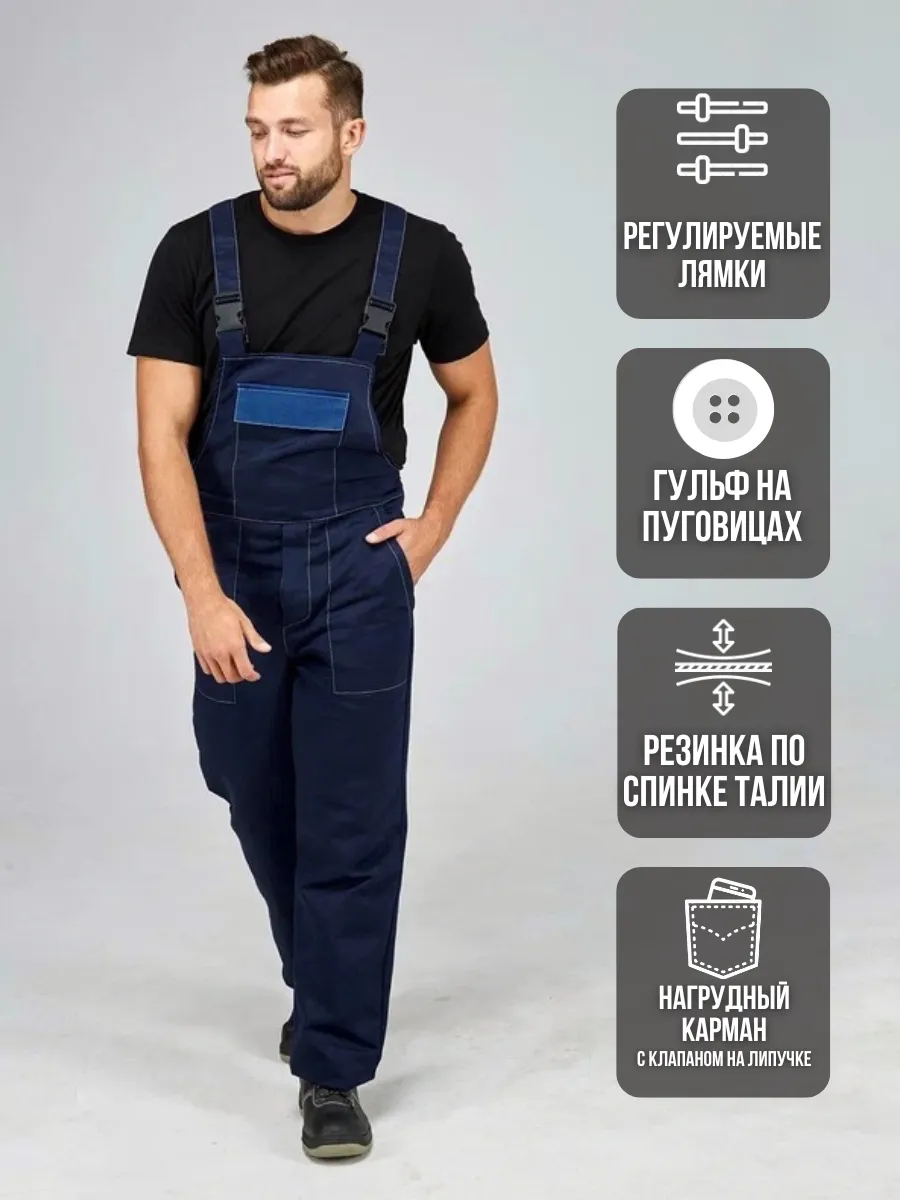 РЕГУЛИРУЕМЫЕ
ЛЯМКИ
ГУЛЬФ НА
ПУГОВИЦАХ
РЕЗИНКА ПО
СПИНКЕ ТАЛИИ
НАГРУДНЫЙ
КАРМАН
С КЛАПАНОМ НА ЛИПУЧКЕ